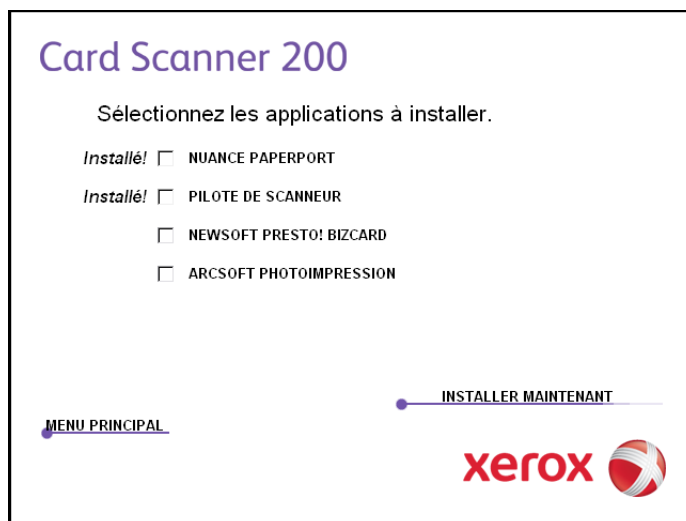 Card Scanner 200
Sélectionnez les applications à installer.
Installé! NUANCE PAPERPORT
Installé! PILOTE DE SCANNEUR
NEWSOFT PRESTO! BIZCARD
ARCSOFT PHOTOIMPRESSION
INSTALLER MAINTENANT
MENU PRINCIPAL
xerox